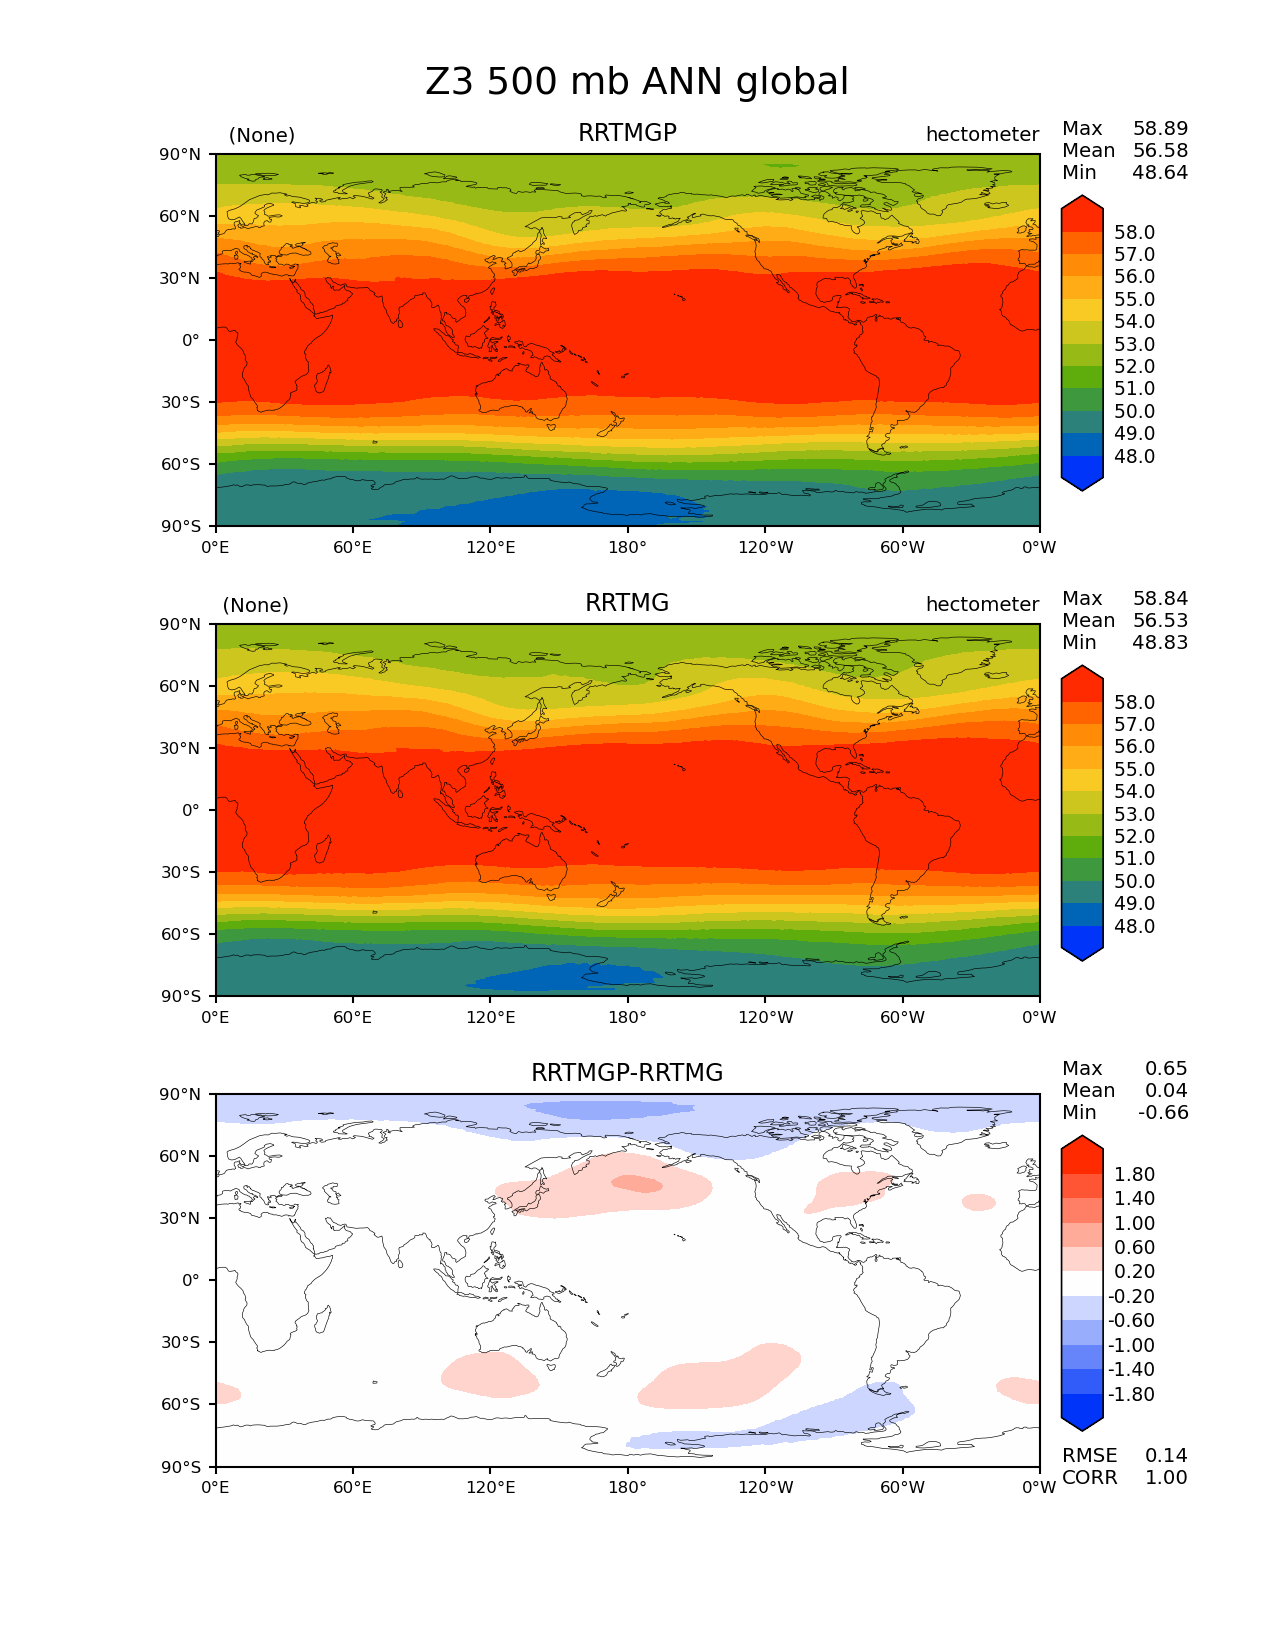 Z3 500 mb ANN global
(None) RRTMGP hectometer
Max 58.89
Mean 56.58
Min 48.64
90°N
60°N
30°N
0°
30°S
60°S
90°S
0°E 60°E 120°E 180° 120°W 60°W 0°W
58.0
57.0
56.0
55.0
54.0
53.0
52.0
51.0
50.0
49.0
48.0
(None) RRTMG hectometer
Max 58.84
Mean 56.53
Min 48.83
90°N
60°N
30°N
0°
30°S
60°S
90°S
0°E 60°E 120°E 180° 120°W 60°W 0°W
58.0
57.0
56.0
55.0
54.0
53.0
52.0
51.0
50.0
49.0
48.0
RRTMGP-RRTMG
Max 0.65
Mean 0.04
Min -0.66
90°N
60°N
30°N
0°
30°S
60°S
90°S
0°E 60°E 120°E 180° 120°W 60°W 0°W
1.80
1.40
1.00
0.60
0.20
-0.20
-0.60
-1.00
-1.40
-1.80
RMSE 0.14
CORR 1.00